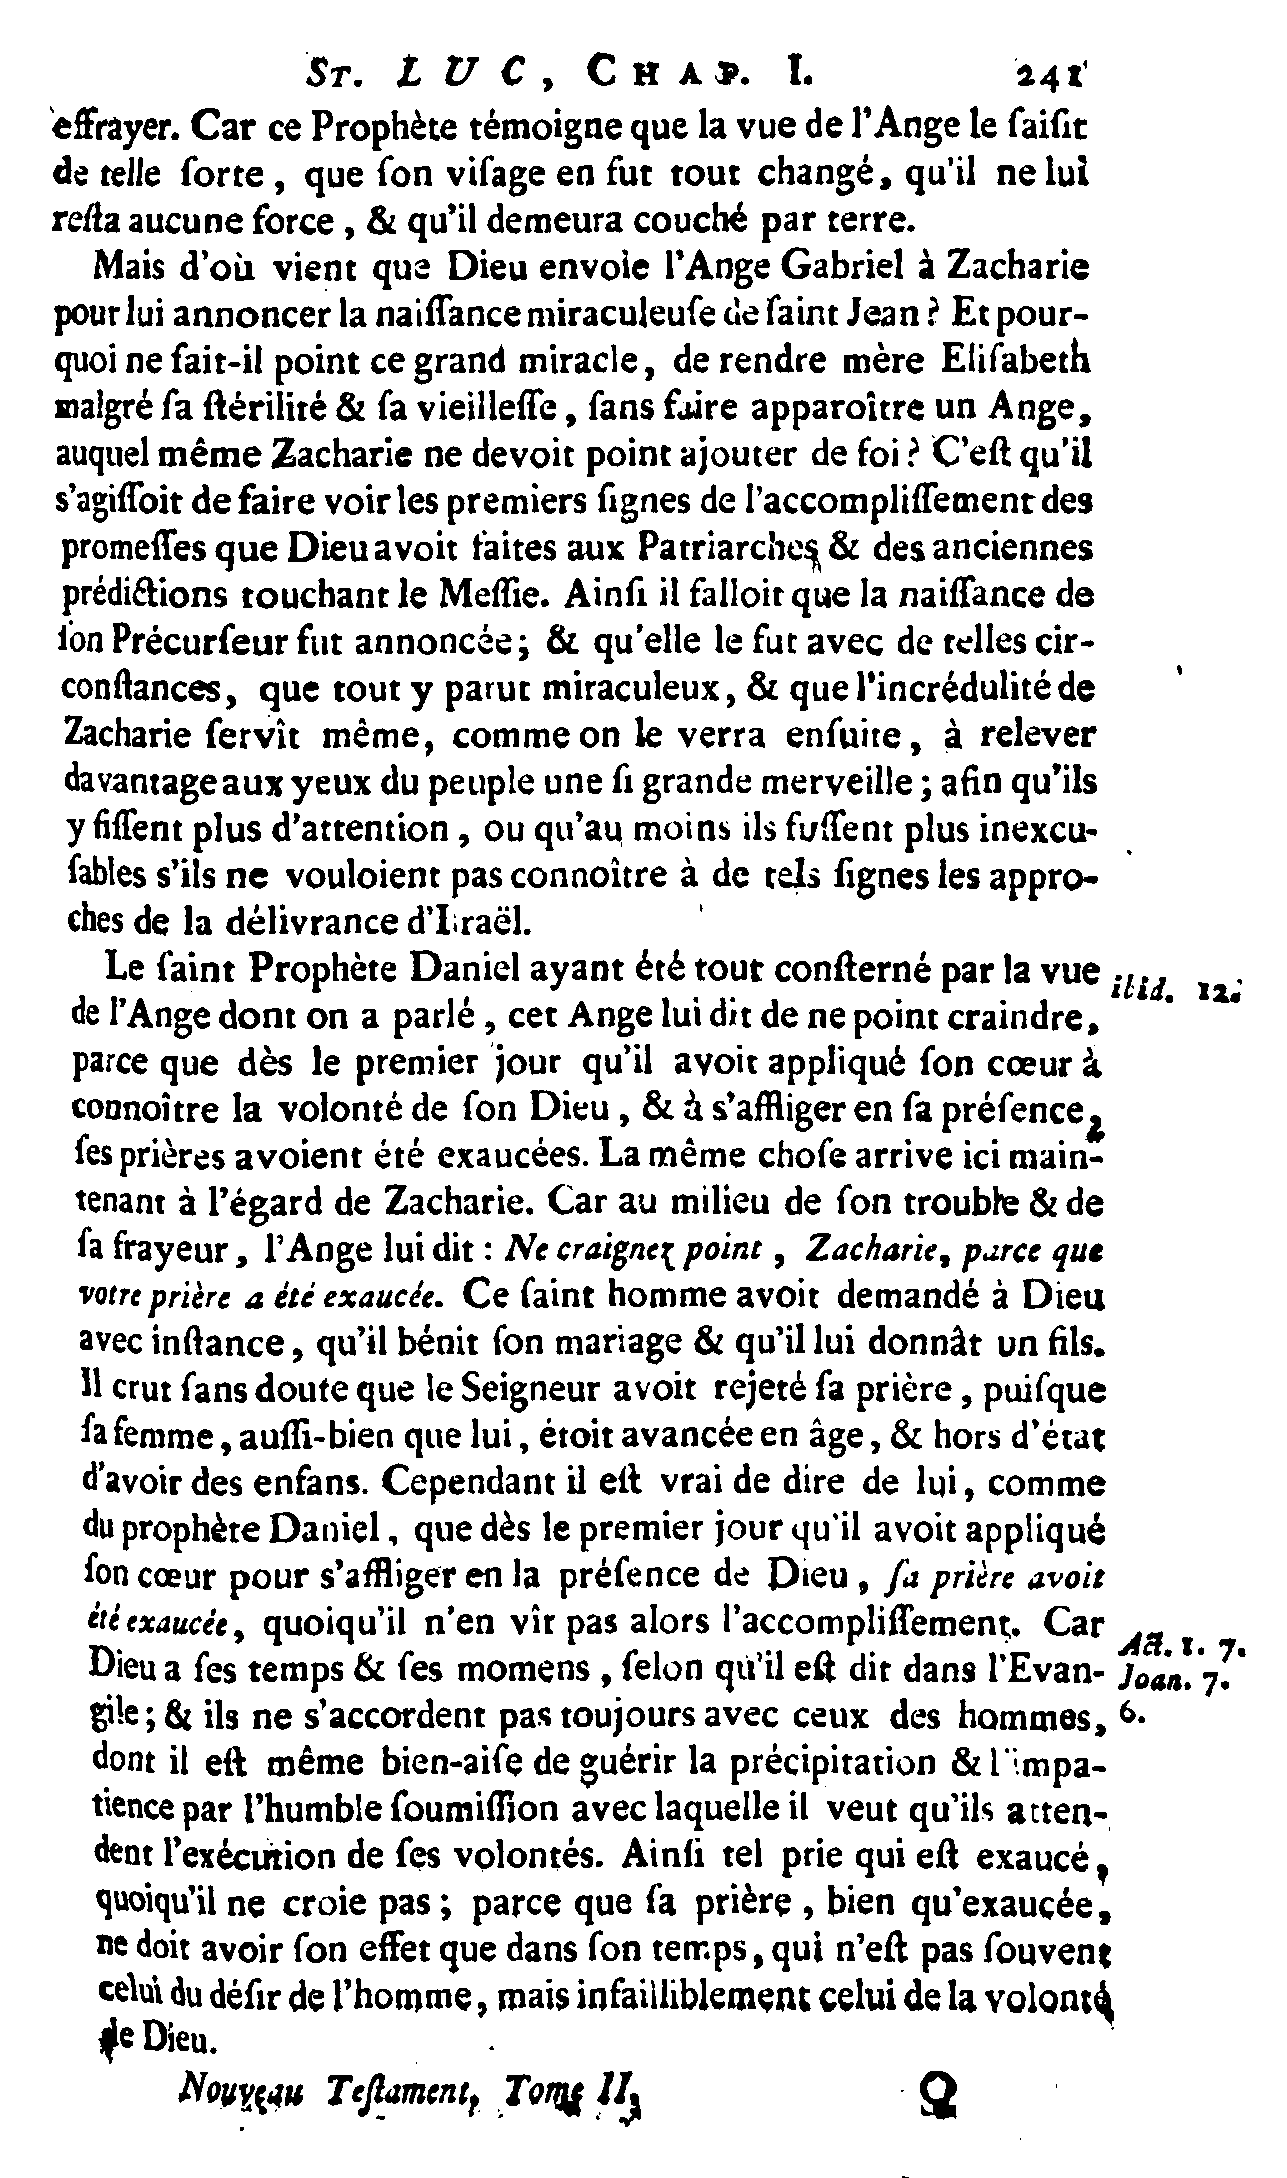 ST. LUC, CHAP. I. 241
effrayer. Car ce Prophète témoigne que la vue de l'Ange le ſaiſit
de telle ſorte, que ſon viſage en fut tout changé, qu'il ne lui
reſta aucune force, & qu'il demeura couché par terre.
Mais d'où vient que Dieu envoie l'Ange Gabriel à Zacharie
pour lui annoncer la naiſſance miraculeuſe de ſaint Jean? Et pour-
quoi ne fait-il point ce grand miracle, de rendre mère Eliſabeth
malgré ſa ſtérilité & ſa vieilleſſe, ſans faire apparoître un Ange,
auquel même Zacharie ne devoit point ajouter de foi? C'eſt qu'il
s'agiſſoit de faire voir les premiers ſignes de l'accompliſſement des
promeſſes que Dieu avoit faites aux Patriarches & des anciennes
prédictions touchant le Meſſie. Ainſi il falloit que la naiſſance de
ſon Précurſeur fut annoncée; & qu'elle le fut avec de telles cir-
conſtances, que tout y parut miraculeux, & que l'incrédulité de
Zacharie ſervît même, comme on le verra enſuite, à relever
davantage aux yeux du peuple une ſi grande merveille; afin qu'ils
y fiſſent plus d'attention, ou qu'au moins ils fuſſent plus inexcu-
ſables s'ils ne vouloient pas connoître à de tels ſignes les appro-
ches de la délivrance d'Iſraël.
Le ſaint Prophète Daniel ayant été tout conſterné par la vue ibid. 12.
de l'Ange dont on a parlé, cet Ange lui dit de ne point craindre,
parce que dès le premier jour qu'il avoit appliqué ſon cœur à
connoître la volonté de ſon Dieu, & à s'affliger en ſa préſence,
ſes prières avoient été exaucées. La même choſe arrive ici main-
tenant à l'égard de Zacharie. Car au milieu de ſon trouble & de
ſa frayeur, l'Ange lui dit : Ne craignez point, Zacharie, parce que
votre prière a été exaucée. Ce ſaint homme avoit demandé à Dieu
avec inſtance, qu'il bénit ſon mariage & qu'il lui donnât un fils.
Il crut ſans doute que le Seigneur avoit rejeté ſa prière, puiſque
ſa femme, auſſi-bien que lui, étoit avancée en âge, & hors d'état
d'avoir des enfans. Cependant il eſt vrai de dire de lui, comme
du prophète Daniel, que dès le premier jour qu'il avoit appliqué
ſon cœur pour s'affliger en la préſence de Dieu, ſa prière avoit
été exaucée, quoiqu'il n'en vît pas alors l'accompliſſement. Car Act. 1. 7.
Dieu a ſes temps & ſes momens, ſelon qu'il eſt dit dans l'Evan- Joan. 7.
gile; & ils ne s'accordent pas toujours avec ceux des hommes, 6.
dont il eſt même bien-aiſe de guérir la précipitation & l'impa-
tience par l'humble ſoumiſſion avec laquelle il veut qu'ils atten-
dent l'exécution de ſes volontés. Ainſi tel prie qui eſt exaucé,
quoiqu'il ne croie pas; parce que ſa prière, bien qu'exaucée,
ne doit avoir ſon effet que dans ſon temps, qui n'eſt pas ſouvent
celui du déſir de l'homme, mais infailliblement celui de la volonté
de Dieu.
Nouveau Teſtament, Tome II. Q